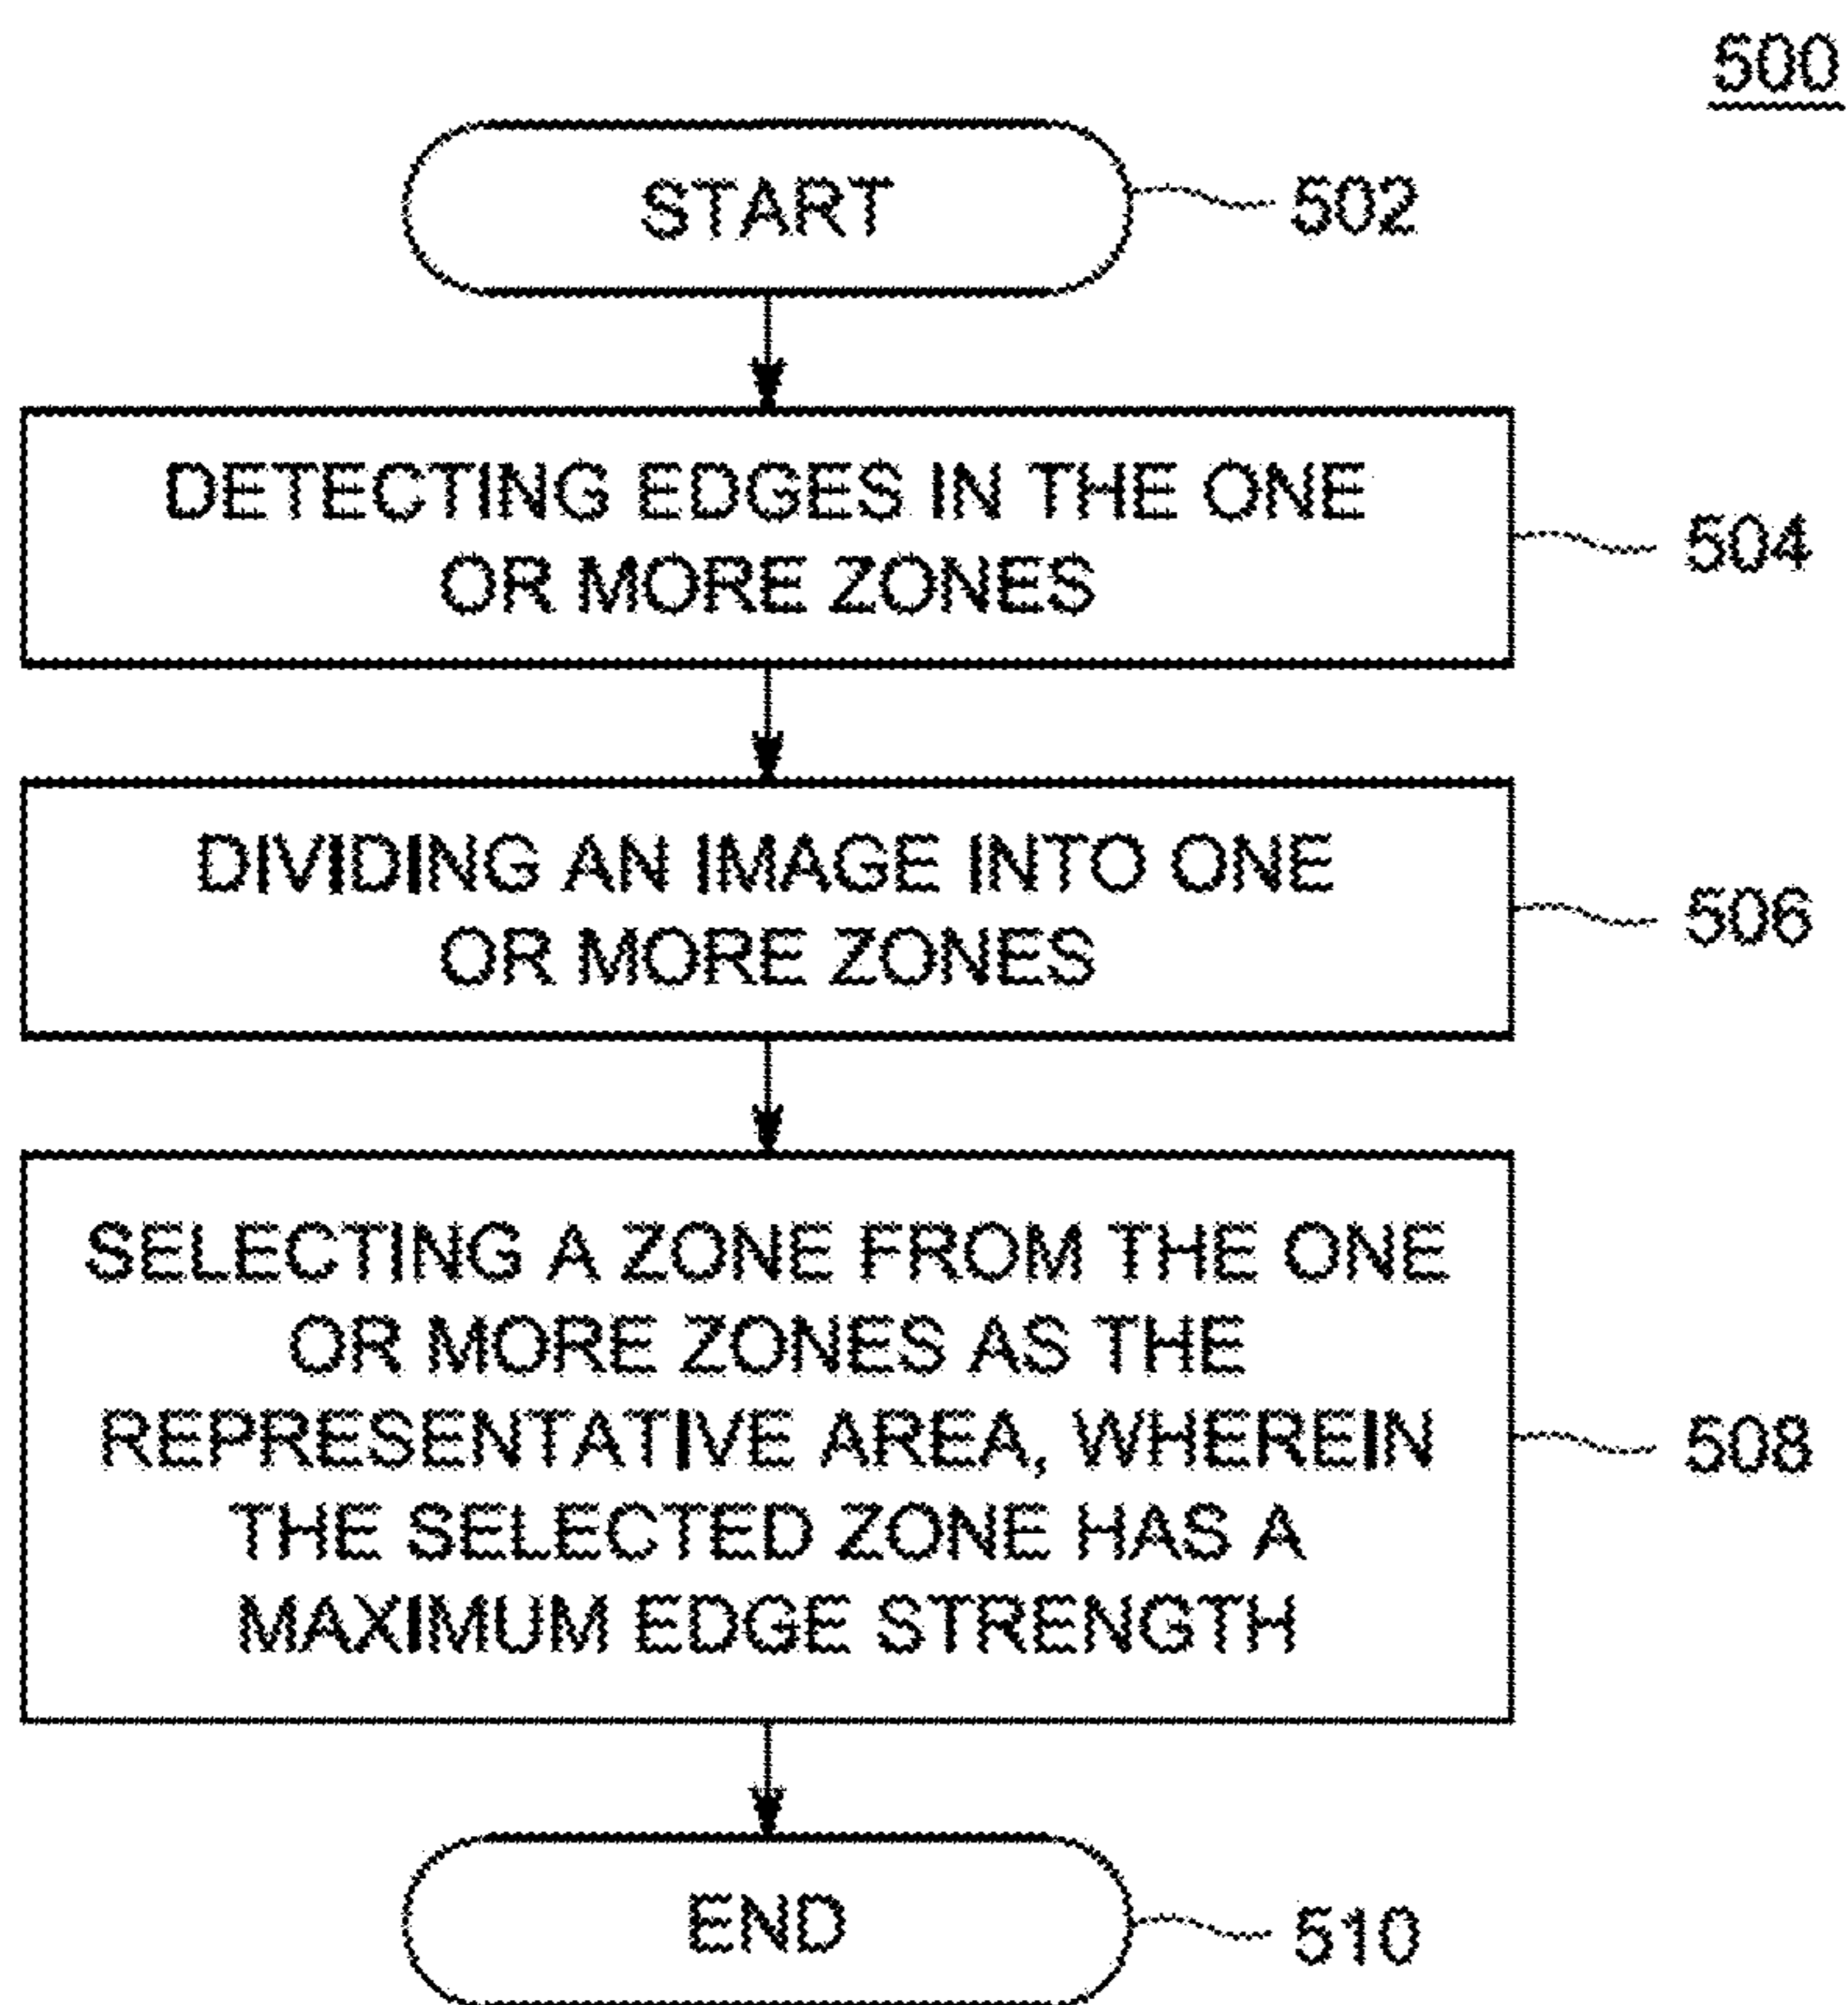 500
START
502
DETECTING EDGES IN THE ONE
OR MORE ZONES
504
DIVIDING AN IMAGE INTO ONE
OR MORE ZONES
506
SELECTING A ZONE FROM THE ONE
OR MORE ZONES AS THE
REPRESENTATIVE AREA, WHEREIN
THE SELECTED ZONE HAS A
MAXIMUM EDGE STRENGTH
508
END
510